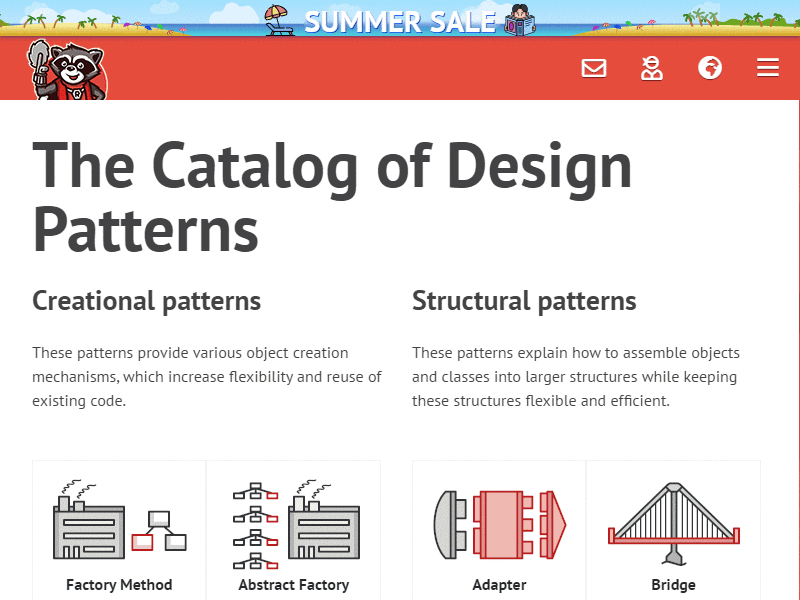 SUMMER SALE
The Catalog of Design
Patterns
Creational patterns
These patterns provide various object creation
mechanisms, which increase flexibility and reuse of
existing code.
Structural patterns
These patterns explain how to assemble objects
and classes into larger structures while keeping
these structures flexible and efficient.
Factory Method
Abstract Factory
Adapter
Bridge